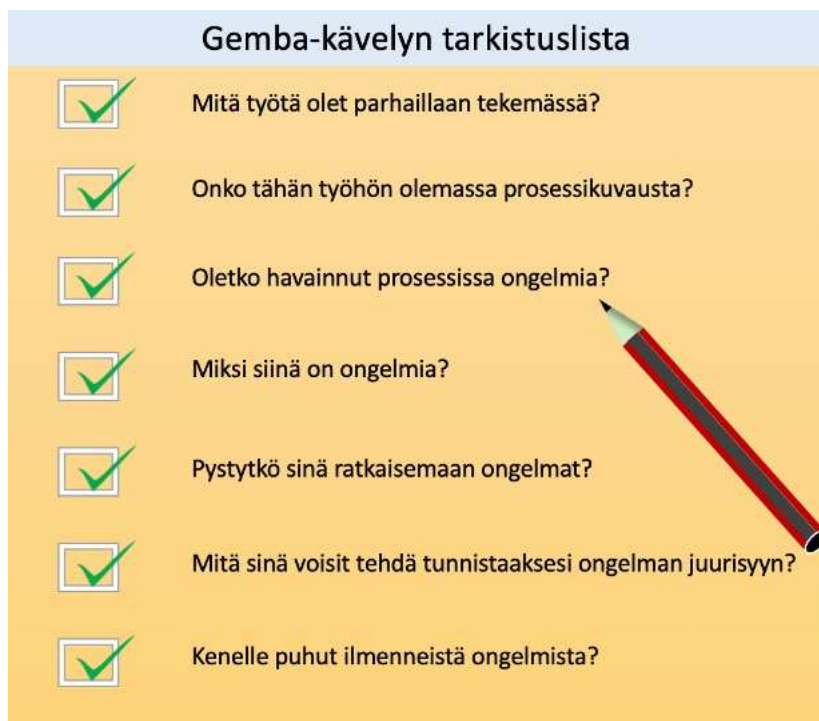 Gemba-kävelyn tarkistuslista
Mitä työtä olet parhaillaan tekemässä?
Onko tähän työhön olemassa prosessikuvausta?
Oletko havainnut prosessissa ongelmia?
Miksi siinä on ongelmia?
Pystytkö sinä ratkaisemaan ongelmat?
Mitä sinä voisit tehdä tunnistaaksesi ongelman juurisyyn?
Kenelle puhut ilmenneistä ongelmista?